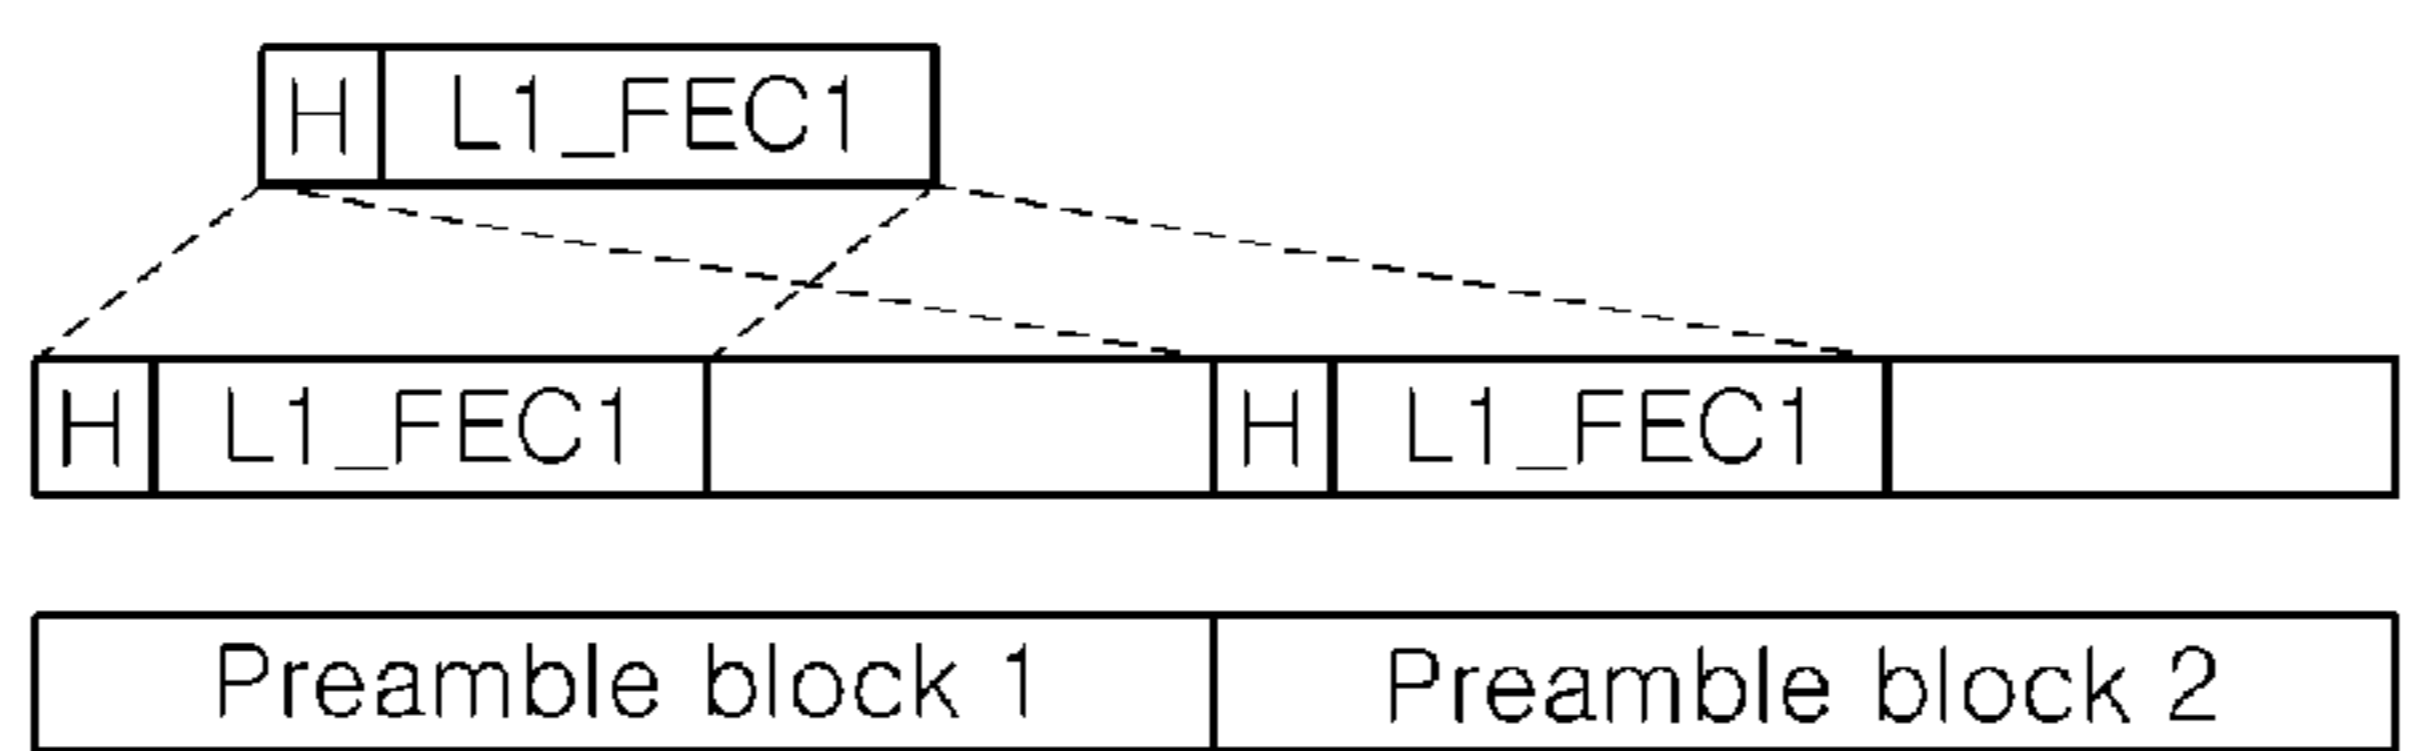 H L1_FEC1
H L1_FEC1 H L1_FEC1
Preamble block 1 Preamble block 2